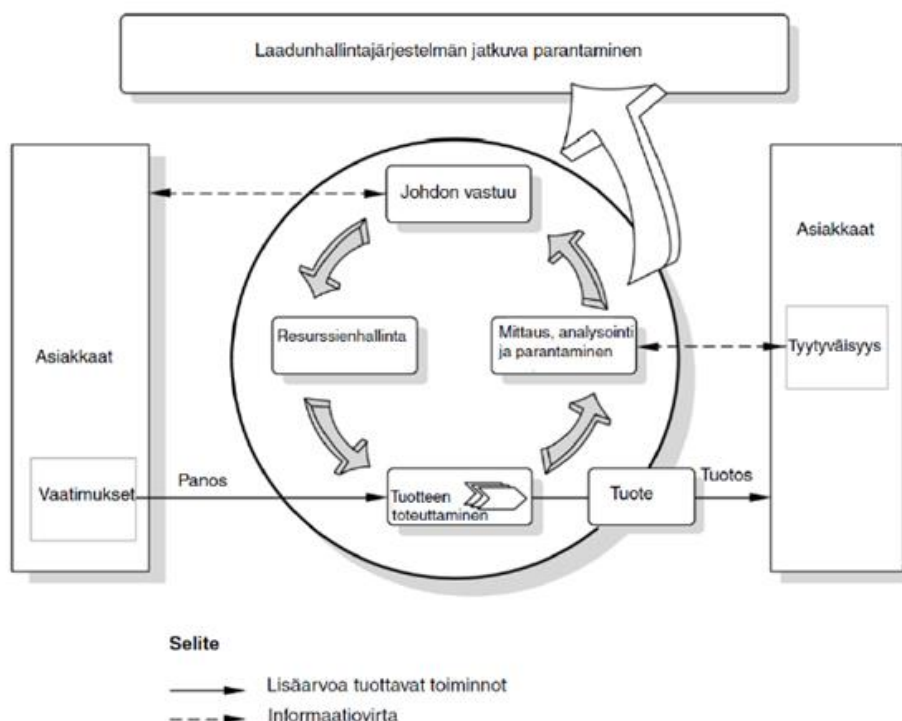 Laadunhallintajärjestelmän jatkuva parantaminen
Johdon vastuu
Asiakkaat
Resurssienhallinta
Mittaus, analysointi
ja parantaminen
Tyytyväisyys
Asiakkaat
Vaatimukset
Panos
Tuotteen
toteuttaminen
Tuote
Tuotos
Selite
Lisäarvoa tuottavat toiminnot
Informaatiovirta